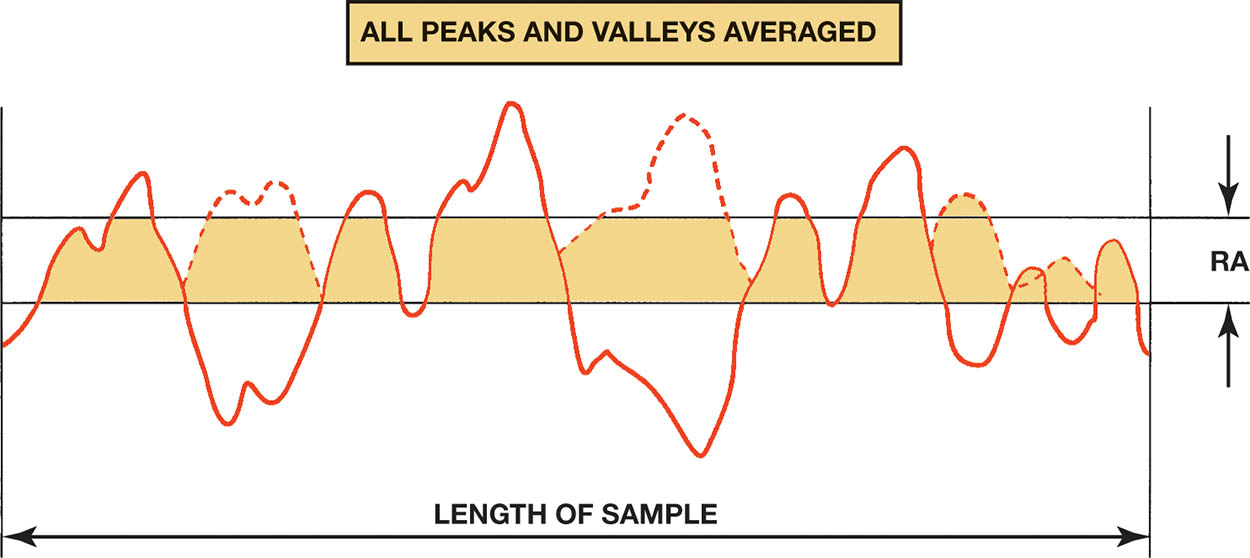 ALL PEAKS AND VALLEYS AVERAGED
RA
LENGTH OF SAMPLE